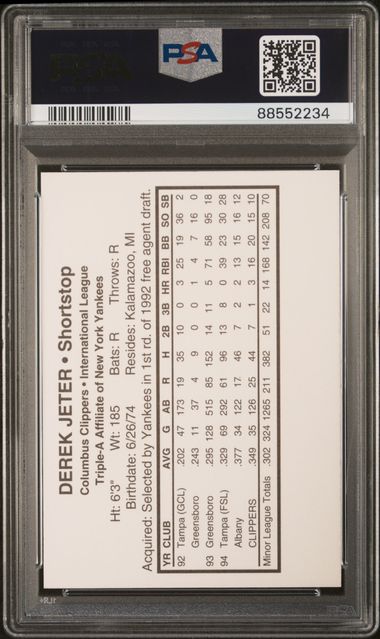 PSA
PSA
88552234
DEREK JETER • Shortstop
Columbus Clippers • International League
Triple-A Affiliate of New York Yankees
Ht: 6'3" Wt: 185 Bats: R Throws: R
Birthdate: 6/26/74 Resides: Kalamazoo, MI
Acquired: Selected by Yankees in 1st rd. of 1992 free agent draft.
YR CLUB AVG G AB R H 2B 3B HR RBI BB SO SB
92 Tampa (GCL) .202 47 173 19 35 10 0 3 25 19 36 2
Greensboro .243 11 37 4 9 0 0 1 4 7 16 0
93 Greensboro .295 128 515 85 152 14 11 5 71 58 95 18
94 Tampa (FSL) .329 69 292 61 96 13 8 0 39 23 30 28
Albany .377 34 122 17 46 7 2 2 13 15 16 12
CLIPPERS .349 35 126 25 44 7 1 3 16 20 15 10
Minor League Totals .302 324 1265 211 382 51 22 14 168 142 208 70